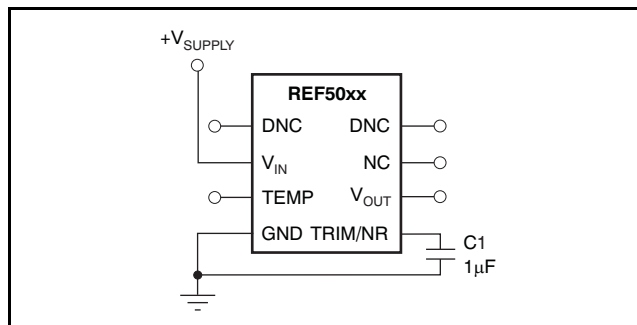 +VSUPPLY
REF50xx
DNC DNC
VIN NC
TEMP VOUT
GND TRIM/NR
C1
1μF